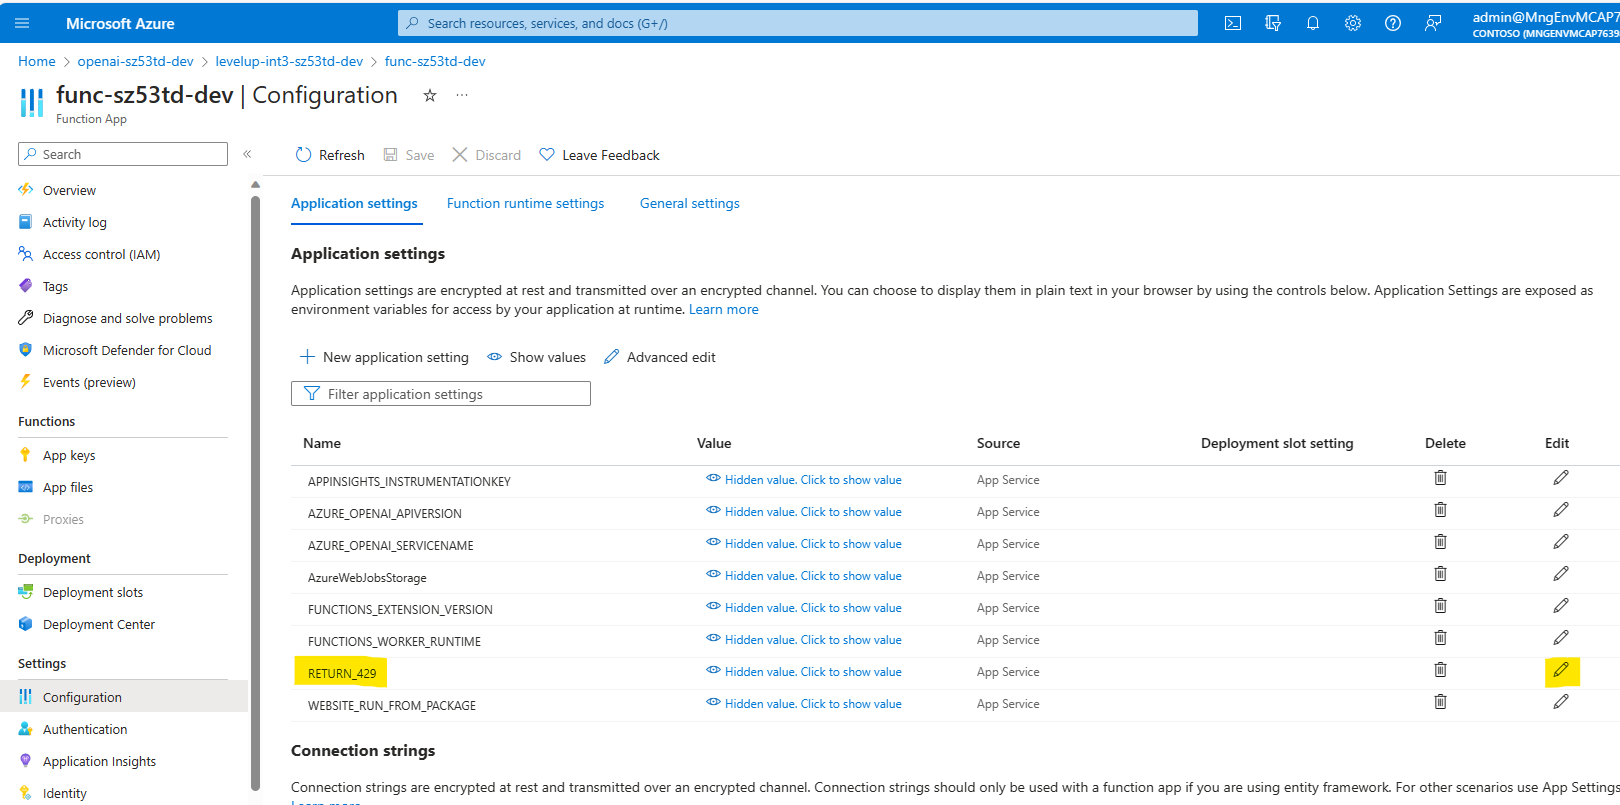 Microsoft Azure
Search resources, services, and docs (G+/)
admin@MngEnvMCAP7
CONTOSO (MNGENVMCAP7639
Home > openai-sz53td-dev > levelup-int3-sz53td-dev > func-sz53td-dev
func-sz53td-dev | Configuration
Function App
Search
Refresh Save Discard Leave Feedback
Overview
Activity log
Access control (IAM)
Tags
Diagnose and solve problems
Microsoft Defender for Cloud
Events (preview)
Functions
App keys
App files
Proxies
Deployment
Deployment slots
Deployment Center
Settings
Configuration
Authentication
Application Insights
Identity
Application settings Function runtime settings General settings
Application settings
Application settings are encrypted at rest and transmitted over an encrypted channel. You can choose to display them in plain text in your browser by using the controls below. Application Settings are exposed as
environment variables for access by your application at runtime. Learn more
New application setting Show values Advanced edit
Filter application settings
Name Value Source Deployment slot setting Delete Edit
APPINSIGHTS_INSTRUMENTATIONKEY Hidden value. Click to show value App Service
AZURE_OPENAI_APIVERSION Hidden value. Click to show value App Service
AZURE_OPENAI_SERVICENAME Hidden value. Click to show value App Service
AzureWebJobsStorage Hidden value. Click to show value App Service
FUNCTIONS_EXTENSION_VERSION Hidden value. Click to show value App Service
FUNCTIONS_WORKER_RUNTIME Hidden value. Click to show value App Service
RETURN_429 Hidden value. Click to show value App Service
WEBSITE_RUN_FROM_PACKAGE Hidden value. Click to show value App Service
Connection strings
Connection strings are encrypted at rest and transmitted over an encrypted channel. Connection strings should only be used with a function app if you are using entity framework. For other scenarios use App Settings
Learn more